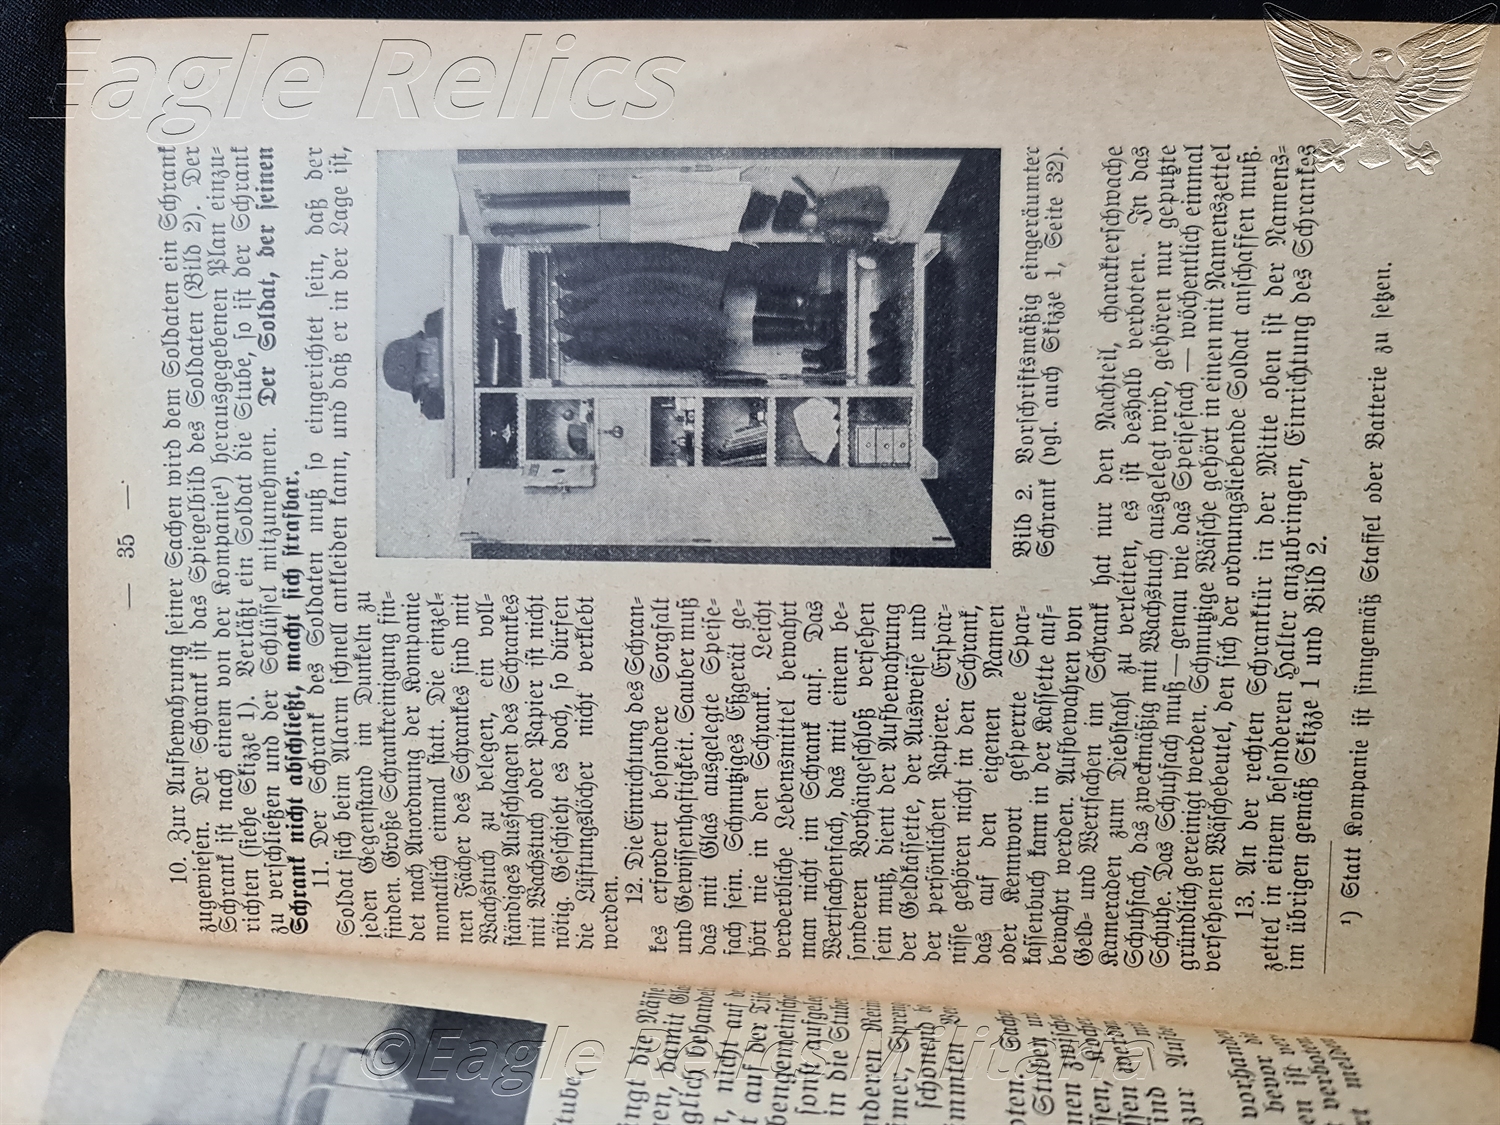 Eagle Relics
— 35 —
10. Zur Aufbewahrung seiner Sachen wird dem Soldaten ein Schrank
zugewiesen. Der Schrank ist das Spiegelbild des Soldaten (Bild 2). Der
Schrank ist nach einem von der Kompanie¹) herausgegebenen Plan einzu-
richten (siehe Skizze 1). Verläßt ein Soldat die Stube, so ist der Schrank
zu verschließen und der Schlüssel mitzunehmen. Der Soldat, der seinen
Schrank nicht abschließt, macht sich strafbar.
11. Der Schrank des Soldaten muß so eingerichtet sein, daß der
Soldat sich beim Alarm schnell ankleiden kann, und daß er in der Lage ist,
jeden Gegenstand im Dunkeln zu
finden. Große Schrankreinigung fin-
det nach Anordnung der Kompanie
monatlich einmal statt. Die einzel-
nen Fächer des Schrankes sind mit
Wachstuch zu belegen, ein voll-
ständiges Ausschlagen des Schrankes
mit Wachstuch oder Papier ist nicht
nötig. Geschieht es doch, so dürfen
die Lüftungslöcher nicht verklebt
werden.
12. Die Einrichtung des Schran-
kes erfordert besondere Sorgfalt
und Gewissenhaftigkeit. Sauber muß
das mit Glas ausgelegte Speise-
fach sein. Schmutziges Eßgerät ge-
hört nie in den Schrank. Leicht
verderbliche Lebensmittel bewahrt
man nicht im Schrank auf. Das
Wertsachenfach, das mit einem be-
sonderen Vorhängeschloß versehen
sein muß, dient der Aufbewahrung
der Geldkassette, der Ausweise und
der persönlichen Papiere. Erspar-
nisse gehören nicht in den Schrank,
das auf den eigenen Namen
oder Kennwort gesperrte Spar-
kassenbuch kann in der Kassette auf-
bewahrt werden. Aufbewahren von
Geld- und Wertsachen im Schrank hat nur den Nachteil, charakterschwache
Kameraden zum Diebstahl zu verleiten, es ist deshalb verboten. In das
Schuhfach, das zweckmäßig mit Wachstuch ausgelegt wird, gehören nur geputzte
Schuhe. Das Schuhfach muß — genau wie das Speisefach — wöchentlich einmal
gründlich gereinigt werden. Schmutzige Wäsche gehört in einen mit Namenszettel
versehenen Wäschebeutel, den sich der ordnungsliebende Soldat anschaffen muß.
13. An der rechten Schranktür in der Mitte oben ist der Namens-
zettel in einem besonderen Halter anzubringen, Einrichtung des Schrankes
im übrigen gemäß Skizze 1 und Bild 2.
Bild 2. Vorschriftsmäßig eingeräumter
Schrank (vgl. auch Skizze 1, Seite 32).
¹) Statt Kompanie ist sinngemäß Staffel oder Batterie zu setzen.
©Eagle Relics Militaria